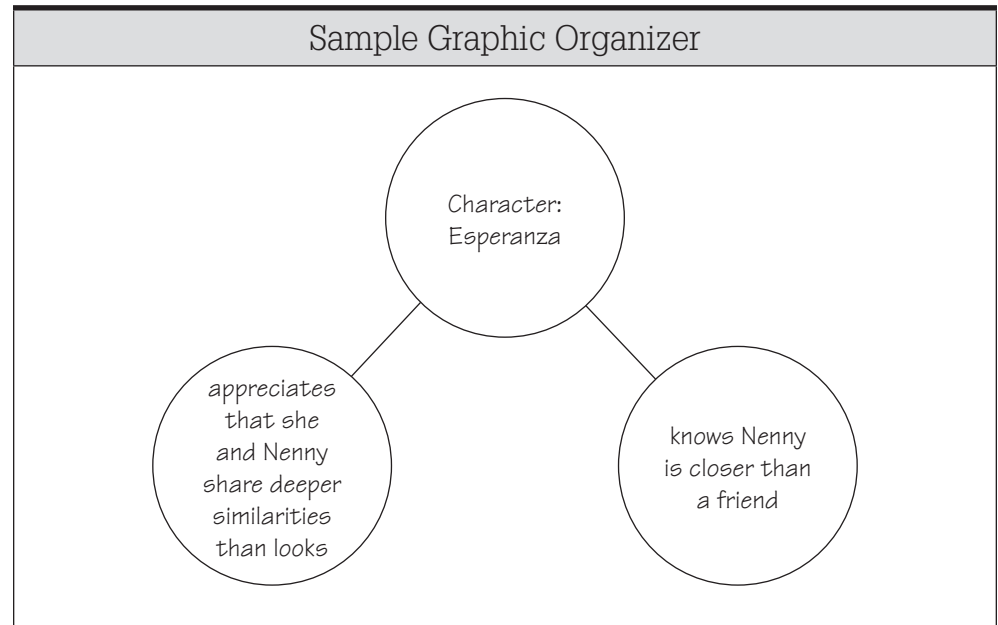 Sample Graphic Organizer
Character:
Esperanza
appreciates
that she
and Nenny
share deeper
similarities
than looks
knows Nenny
is closer than
a friend